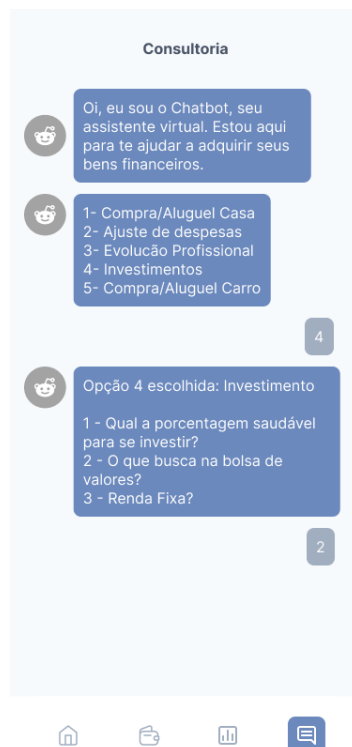 Consultoria
Oi, eu sou o Chatbot, seu
assistente virtual. Estou aqui
para te ajudar a adquirir seus
bens financeiros.
1- Compra/Aluguel Casa
2- Ajuste de despesas
3- Evolucão Profissional
4- Investimentos
5- Compra/Aluguel Carro
4
Opção 4 escolhida: Investimento
1 - Qual a porcentagem saudável
para se investir?
2 - O que busca na bolsa de
valores?
3 - Renda Fixa?
2